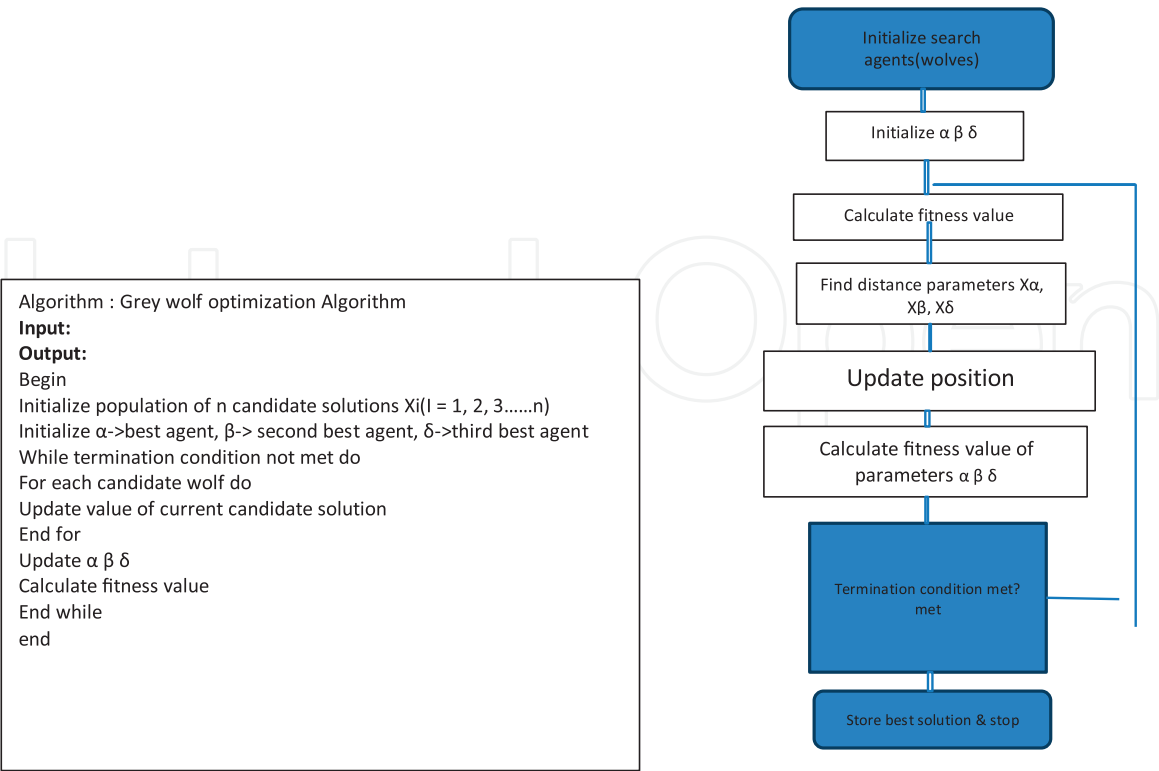 Algorithm : Grey wolf optimization Algorithm
Input:
Output:
Begin
Initialize population of n candidate solutions Xi(I = 1, 2, 3......n)
Initialize α->best agent, β-> second best agent, δ->third best agent
While termination condition not met do
For each candidate wolf do
Update value of current candidate solution
End for
Update α β δ
Calculate fitness value
End while
end
Initialize search
agents(wolves)
Initialize α β δ
Calculate fitness value
Find distance parameters Xα,
Xβ, Xδ
Update position
Calculate fitness value of
parameters α β δ
Termination condition met?
met
Store best solution & stop